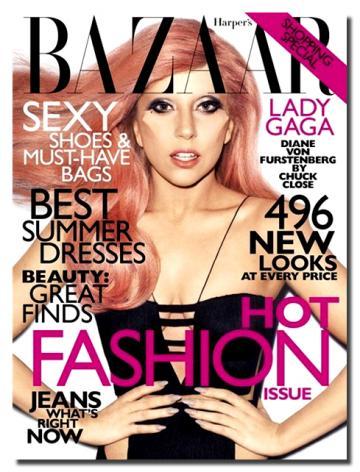 Harper's
BAZAAR
SHOPPING
SPECIAL
SEXY
SHOES &
MUST-HAVE
BAGS
LADY
GAGA
DIANE
VON
FURSTENBERG
BY
CHUCK
CLOSE
BEST
SUMMER
DRESSES
496
NEW
LOOKS
AT EVERY PRICE
BEAUTY:
GREAT
FINDS
HOT
FASHION
ISSUE
JEANS
WHAT'S
RIGHT
NOW